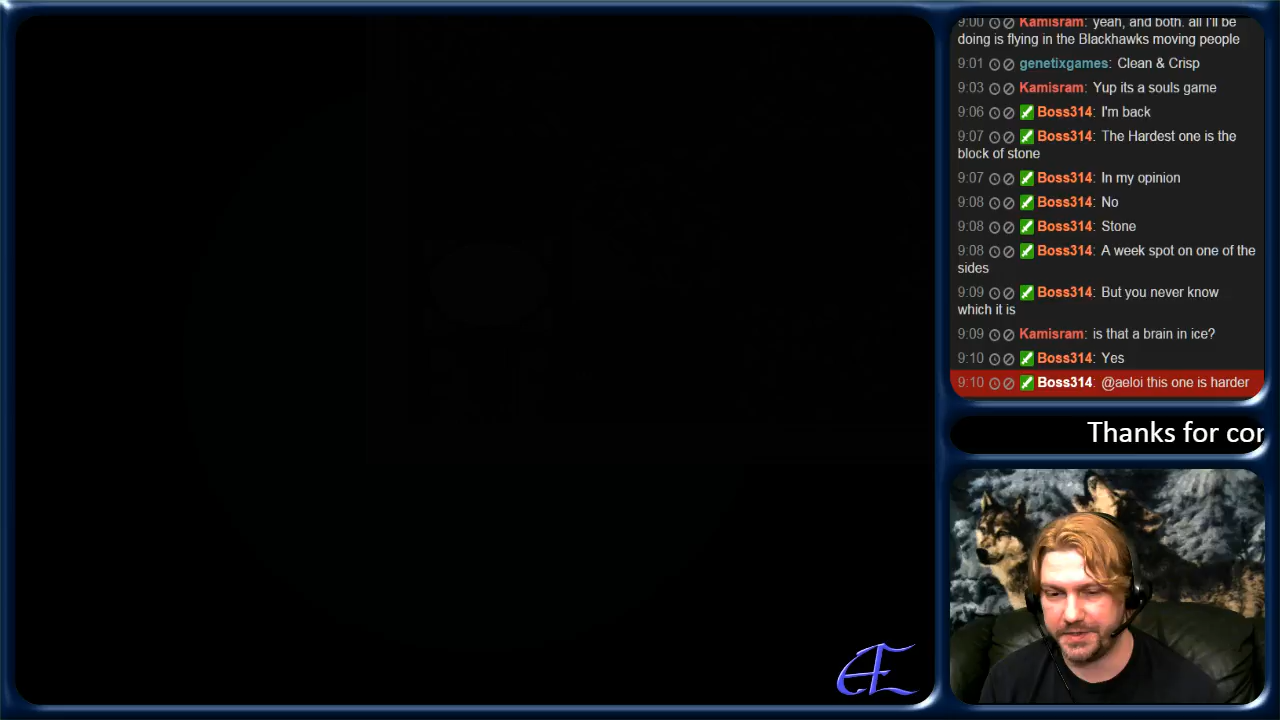 9:00 Kamisram: yeah, and both. all I'll be
doing is flying in the Blackhawks moving people
9:01 genetixgames: Clean & Crisp
9:03 Kamisram: Yup its a souls game
9:06 Boss314: I'm back
9:07 Boss314: The Hardest one is the
block of stone
9:07 Boss314: In my opinion
9:08 Boss314: No
9:08 Boss314: Stone
9:08 Boss314: A week spot on one of the
sides
9:09 Boss314: But you never know
which it is
9:09 Kamisram: is that a brain in ice?
9:10 Boss314: Yes
9:10 Boss314: @aeloi this one is harder
Thanks for cor